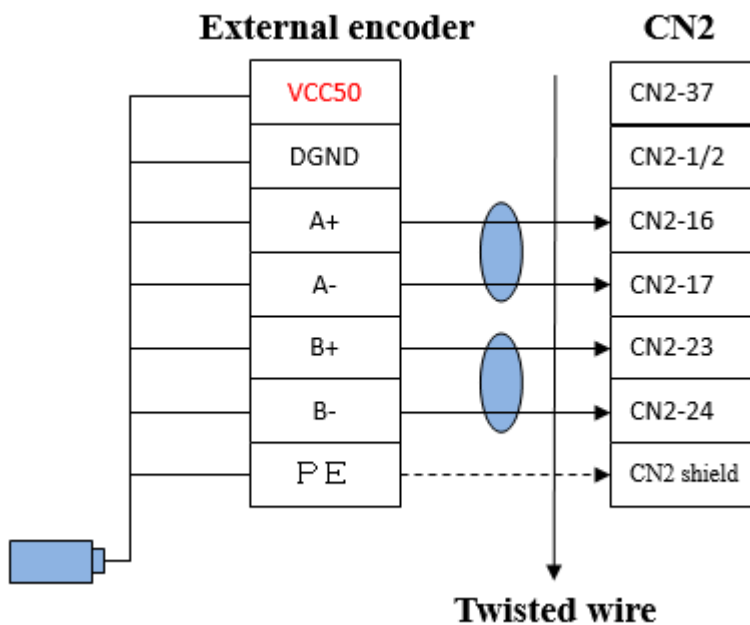 External encoder CN2
VCC50 CN2-37
DGND CN2-1/2
A+ CN2-16
A- CN2-17
B+ CN2-23
B- CN2-24
ＰＥ CN2 shield
Twisted wire